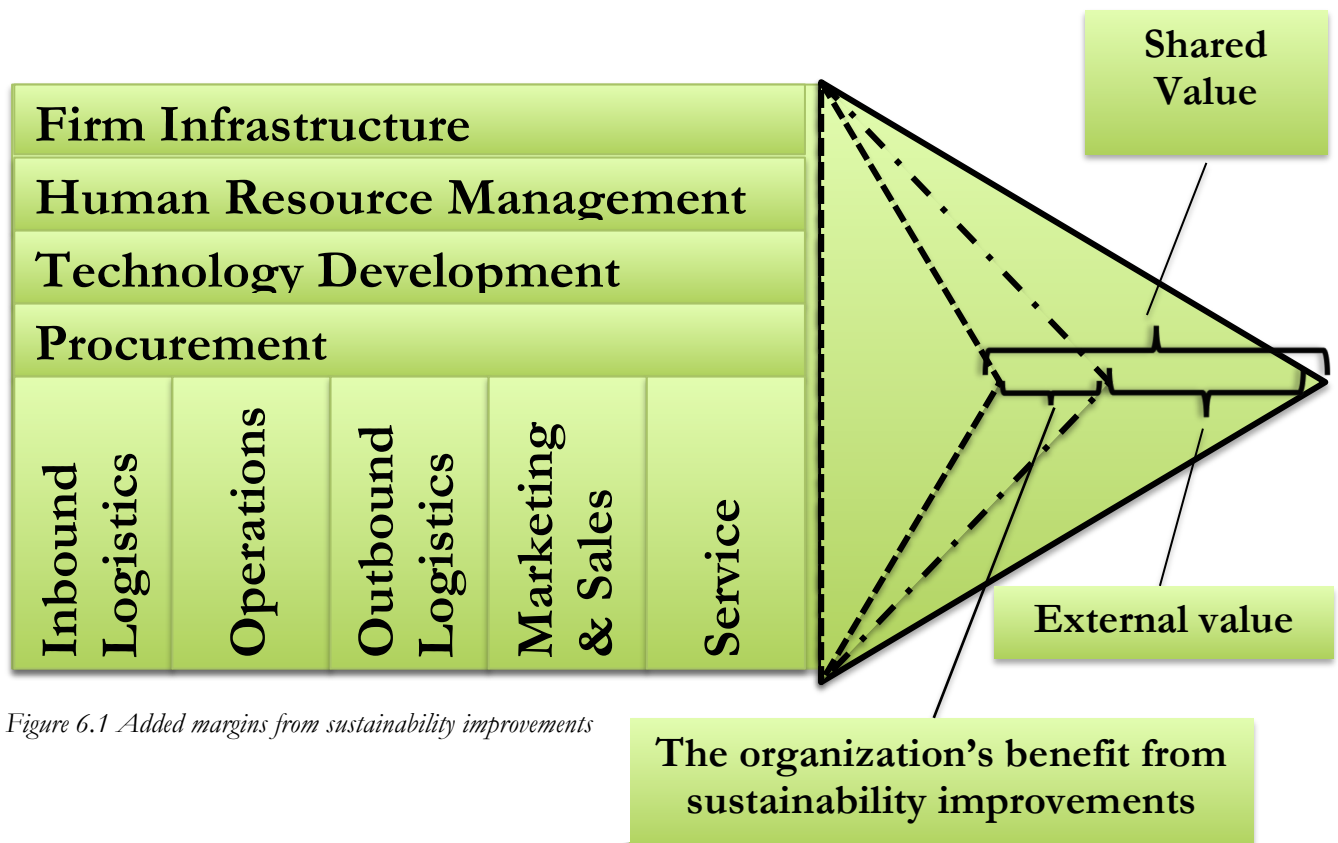 Shared
Value
Firm Infrastructure
Human Resource Management
Technology Development
Procurement
Inbound
Logistics
Operations
Outbound
Logistics
Marketing
& Sales
Service
External value
Figure 6.1 Added margins from sustainability improvements
The organization’s benefit from
sustainability improvements